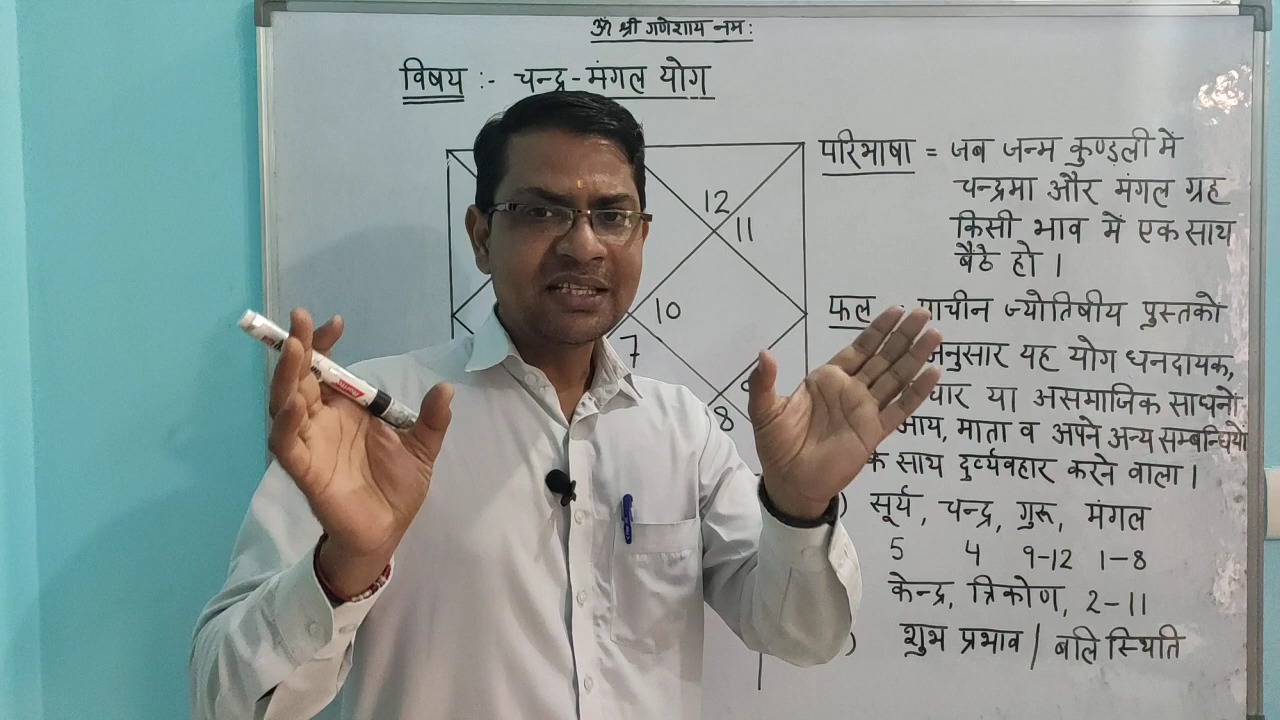 ॐ श्री गणेशाय नम:
विषय :- चन्द्र-मंगल योग
12
11
10
7
8
परिभाषा = जब जन्म कुण्डली में
चन्द्रमा और मंगल ग्रह
किसी भाव में एक साथ
बैठे हो ।
फल - प्राचीन ज्योतिषीय पुस्तको
अनुसार यह योग धनदायक,
या असमाजिक साधनो
आय, माता व अपने अन्य सम्बन्धियो
के साथ दुर्व्यवहार करने वाला ।
) सूर्य, चन्द्र, गुरू, मंगल
5 4 9-12 1-8
केन्द्र, त्रिकोण, 2-11
) शुभ प्रभाव / बलि स्थिति